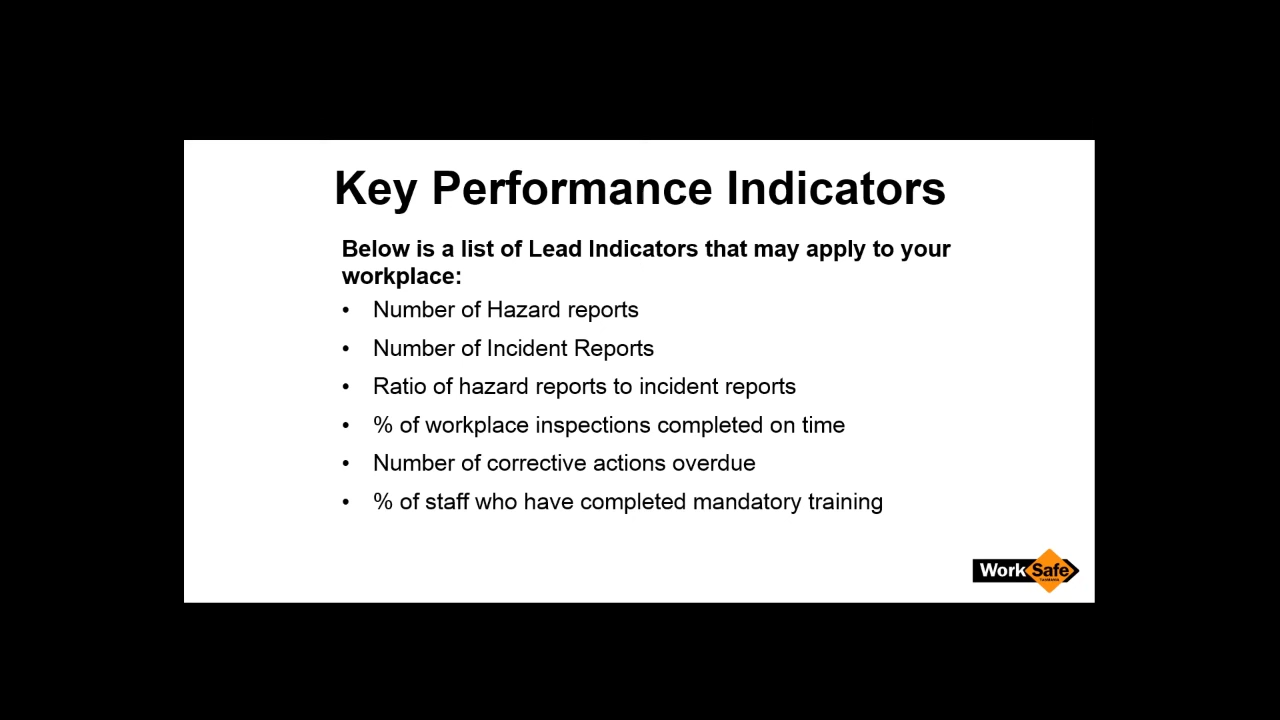 Key Performance Indicators
Below is a list of Lead Indicators that may apply to your
workplace:
• Number of Hazard reports
• Number of Incident Reports
• Ratio of hazard reports to incident reports
• % of workplace inspections completed on time
• Number of corrective actions overdue
• % of staff who have completed mandatory training
WorkSafe
TASMANIA